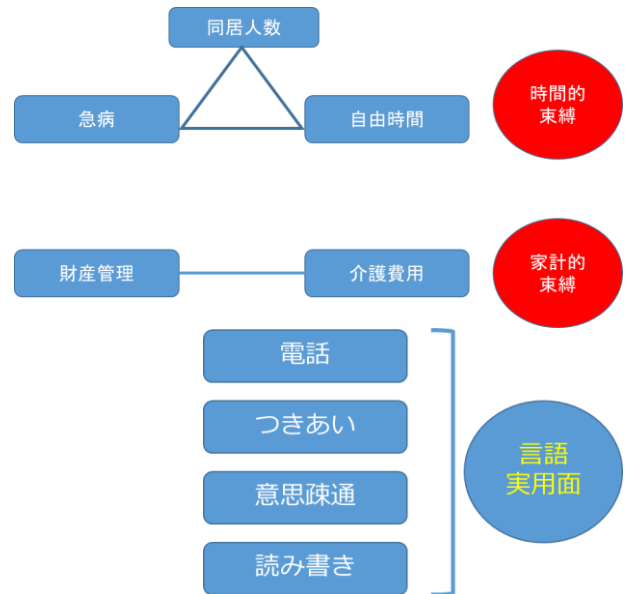 同居人数
急病
自由時間
時間的
束縛
財産管理
介護費用
家計的
束縛
電話
つきあい
意思疎通
読み書き
言語
実用面